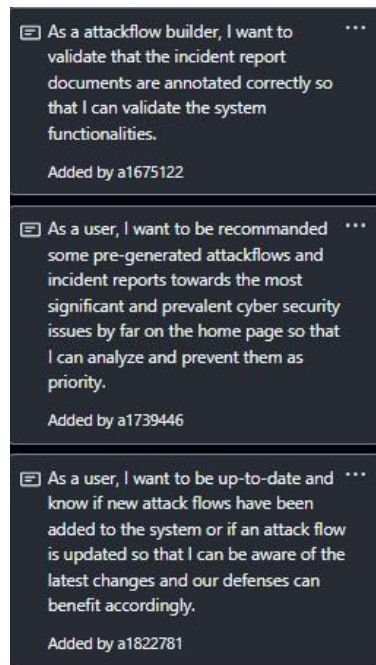 As a attackflow builder, I want to
validate that the incident report
documents are annotated correctly so
that I can validate the system
functionalities.
Added by a1675122
As a user, I want to be recommanded
some pre-generated attackflows and
incident reports towards the most
significant and prevalent cyber security
issues by far on the home page so that
I can analyze and prevent them as
priority.
Added by a1739446
As a user, I want to be up-to-date and
know if new attack flows have been
added to the system or if an attack flow
is updated so that I can be aware of the
latest changes and our defenses can
benefit accordingly.
Added by a1822781